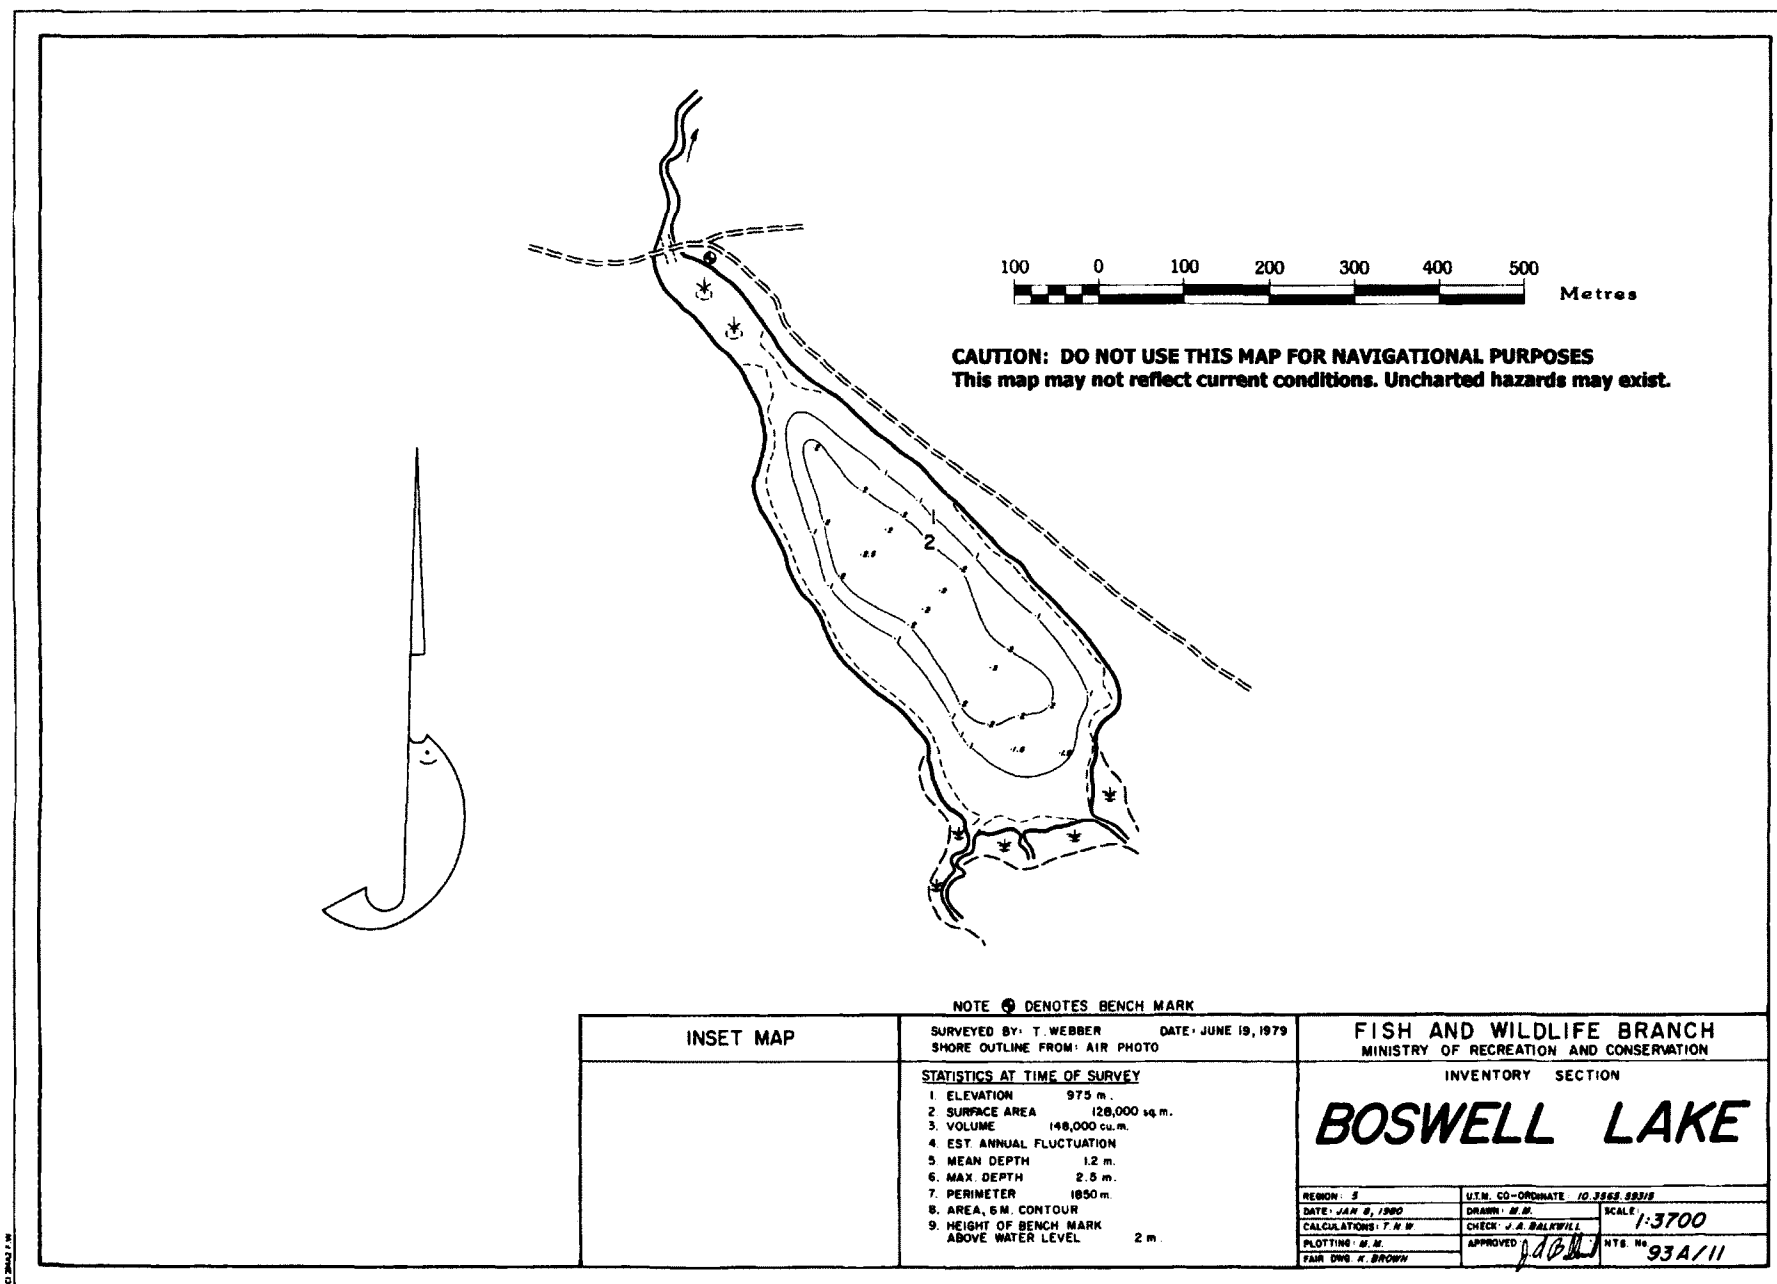 100 0 100 200 300 400 500
Metres
CAUTION: DO NOT USE THIS MAP FOR NAVIGATIONAL PURPOSES
This map may not reflect current conditions. Uncharted hazards may exist.
1
2
NOTE DENOTES BENCH MARK
INSET MAP
SURVEYED BY: T. WEBBER DATE: JUNE 19, 1979
SHORE OUTLINE FROM: AIR PHOTO
STATISTICS AT TIME OF SURVEY
1. ELEVATION 975 m.
2. SURFACE AREA 128,000 sq.m.
3. VOLUME 148,000 cu.m.
4. EST. ANNUAL FLUCTUATION
5. MEAN DEPTH 1.2 m.
6. MAX. DEPTH 2.5 m.
7. PERIMETER 1850 m.
8. AREA, 6 M. CONTOUR
9. HEIGHT OF BENCH MARK
ABOVE WATER LEVEL 2 m.
FISH AND WILDLIFE BRANCH
MINISTRY OF RECREATION AND CONSERVATION
INVENTORY SECTION
BOSWELL LAKE
REGION: 5
U.T.M. CO-ORDINATE:
DATE: JAN 8, 1980
DRAWN: M.M.
SCALE:
1:3700
CALCULATIONS: T.H.W.
CHECK: J.A. BALKWILL
PLOTTING: M.M.
APPROVED
NTS. No.
93A/11
FAIR DWG. K. BROWN